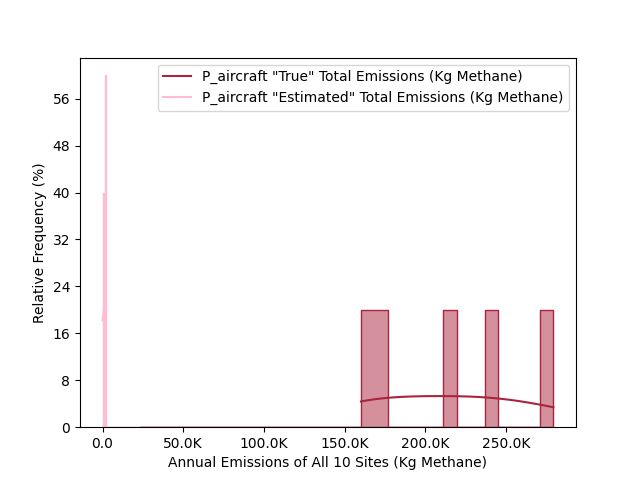 P_aircraft "True" Total Emissions (Kg Methane)
P_aircraft "Estimated" Total Emissions (Kg Methane)
56
48
40
32
24
16
8
0
Relative Frequency (%)
0.0 50.0K 100.0K 150.0K 200.0K 250.0K
Annual Emissions of All 10 Sites (Kg Methane)